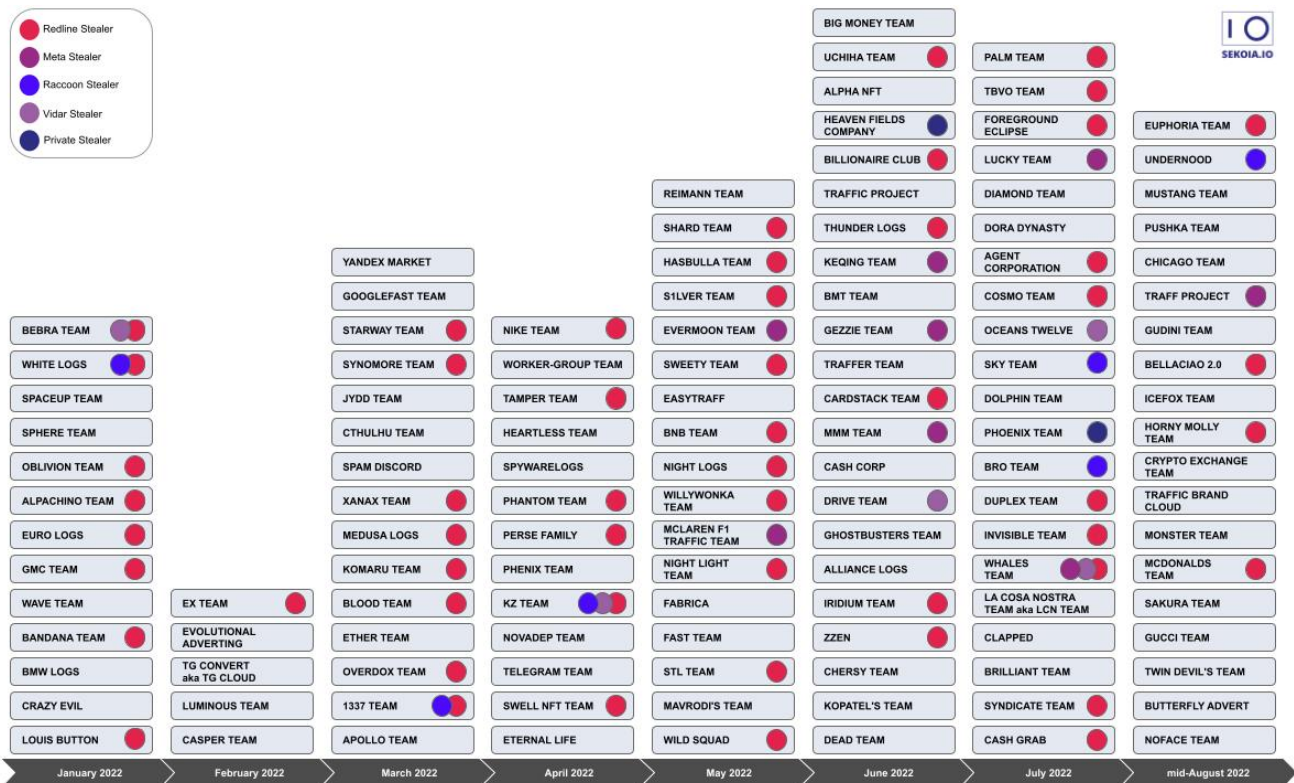 Redline Stealer
Meta Stealer
Raccoon Stealer
Vidar Stealer
Private Stealer
I O
SEKOIA.IO
BEBRA TEAM
WHITE LOGS
SPACEUP TEAM
SPHERE TEAM
OBLIVION TEAM
ALPACHINO TEAM
EURO LOGS
GMC TEAM
WAVE TEAM
BANDANA TEAM
BMW LOGS
CRAZY EVIL
LOUIS BUTTON
January 2022
EX TEAM
EVOLUTIONAL
ADVERTING
TG CONVERT
aka TG CLOUD
LUMINOUS TEAM
CASPER TEAM
February 2022
YANDEX MARKET
GOOGLEFAST TEAM
STARWAY TEAM
SYNOMORE TEAM
JYDD TEAM
CTHULHU TEAM
SPAM DISCORD
XANAX TEAM
MEDUSA LOGS
KOMARU TEAM
BLOOD TEAM
ETHER TEAM
OVERDOX TEAM
1337 TEAM
APOLLO TEAM
March 2022
NIKE TEAM
WORKER-GROUP TEAM
TAMPER TEAM
HEARTLESS TEAM
SPYWARELOGS
PHANTOM TEAM
PERSE FAMILY
PHENIX TEAM
KZ TEAM
NOVADEP TEAM
TELEGRAM TEAM
SWELL NFT TEAM
ETERNAL LIFE
April 2022
REIMANN TEAM
SHARD TEAM
HASBULLA TEAM
S1LVER TEAM
EVERMOON TEAM
SWEETY TEAM
EASYTRAFF
BNB TEAM
NIGHT LOGS
WILLYWONKA
TEAM
MCLAREN F1
TRAFFIC TEAM
NIGHT LIGHT
TEAM
FABRICA
FAST TEAM
STL TEAM
MAVRODI'S TEAM
WILD SQUAD
May 2022
BIG MONEY TEAM
UCHIHA TEAM
ALPHA NFT
HEAVEN FIELDS
COMPANY
BILLIONAIRE CLUB
TRAFFIC PROJECT
THUNDER LOGS
KEQING TEAM
BMT TEAM
GEZZIE TEAM
TRAFFER TEAM
CARDSTACK TEAM
MMM TEAM
CASH CORP
DRIVE TEAM
GHOSTBUSTERS TEAM
ALLIANCE LOGS
IRIDIUM TEAM
ZZEN
CHERSY TEAM
KOPATEL'S TEAM
DEAD TEAM
June 2022
PALM TEAM
TBVO TEAM
FOREGROUND
ECLIPSE
LUCKY TEAM
DIAMOND TEAM
DORA DYNASTY
AGENT
CORPORATION
COSMO TEAM
OCEANS TWELVE
SKY TEAM
DOLPHIN TEAM
PHOENIX TEAM
BRO TEAM
DUPLEX TEAM
INVISIBLE TEAM
WHALES
TEAM
LA COSA NOSTRA
TEAM aka LCN TEAM
CLAPPED
BRILLIANT TEAM
SYNDICATE TEAM
CASH GRAB
July 2022
EUPHORIA TEAM
UNDERNOOD
MUSTANG TEAM
PUSHKA TEAM
CHICAGO TEAM
TRAFF PROJECT
GUDINI TEAM
BELLACIAO 2.0
ICEFOX TEAM
HORNY MOLLY
TEAM
CRYPTO EXCHANGE
TEAM
TRAFFIC BRAND
CLOUD
MONSTER TEAM
MCDONALDS
TEAM
SAKURA TEAM
GUCCI TEAM
TWIN DEVIL'S TEAM
BUTTERFLY ADVERT
NOFACE TEAM
mid-August 2022